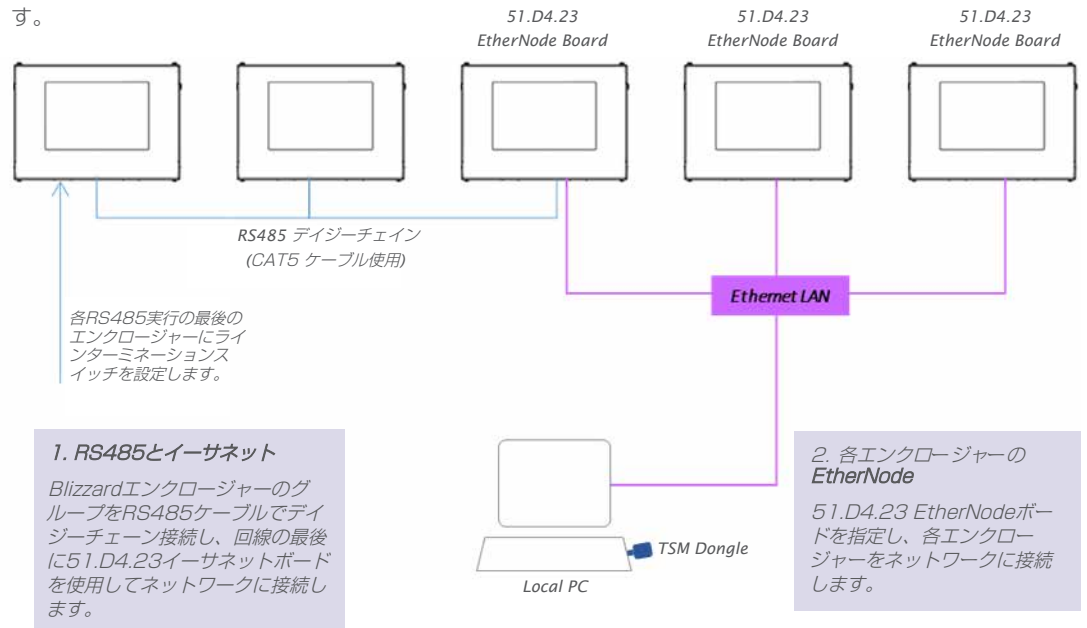 す。
51.D4.23
EtherNode Board
51.D4.23
EtherNode Board
51.D4.23
EtherNode Board
RS485 デイジーチェイン
(CAT5 ケーブル使用)
Ethernet LAN
各RS485実行の最後の
エンクロージャーにライ
ンターミネーションス
イッチを設定します。
1. RS485とイーサネット
Blizzardエンクロージャーのグ
ループをRS485ケーブルでデイ
ジーチェーン接続し、回線の最後
に51.D4.23イーサネットボード
を使用してネットワークに接続し
ます。
TSM Dongle
Local PC
2. 各エンクロージャーの
EtherNode
51.D4.23 EtherNodeボー
ドを指定し、各エンクロー
ジャーをネットワークに接続
します。